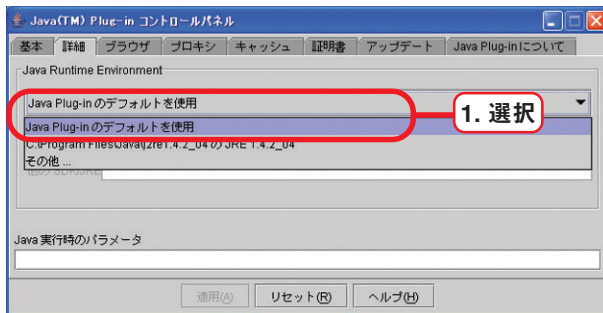 Java(TM) Plug-in コントロールパネル
基本 詳細 ブラウザ プロキシ キャッシュ 証明書 アップデート Java Plug-inについて
Java Runtime Environment
Java Plug-in のデフォルトを使用
1. 選択
Java Plug-in のデフォルトを使用
C:\Program Files\Java\j2re1.4.2_04 の JRE 1.4.2_04
その他 ...
他の SDK/JRE
Java 実行時のパラメータ
適用(A) リセット(R) ヘルプ(H)